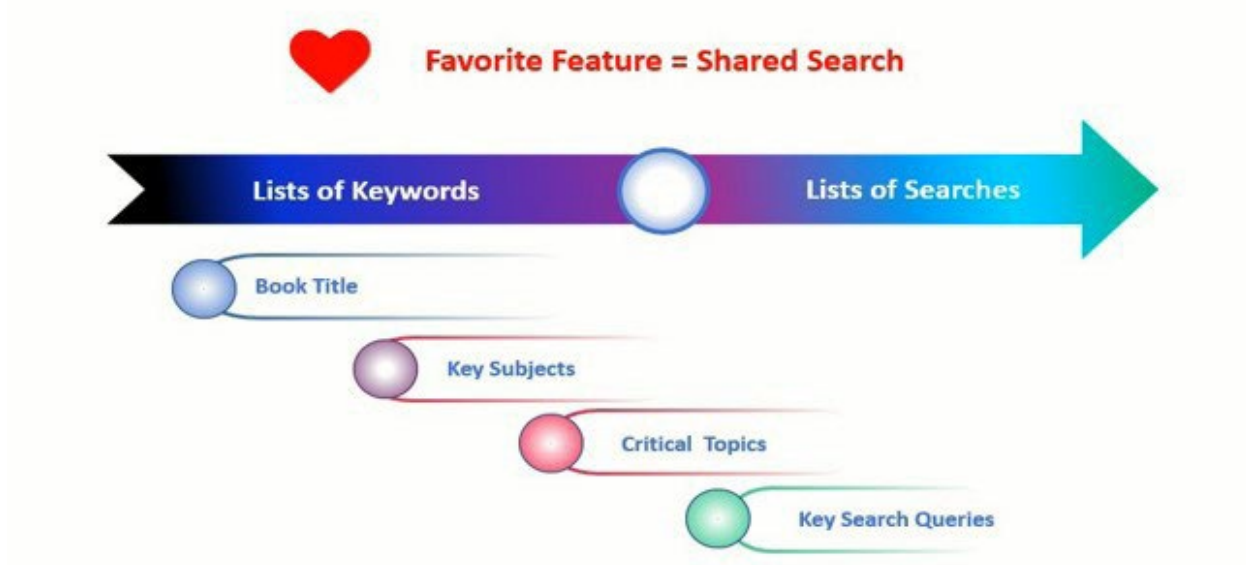 Favorite Feature = Shared Search
Lists of Keywords
Lists of Searches
Book Title
Key Subjects
Critical Topics
Key Search Queries